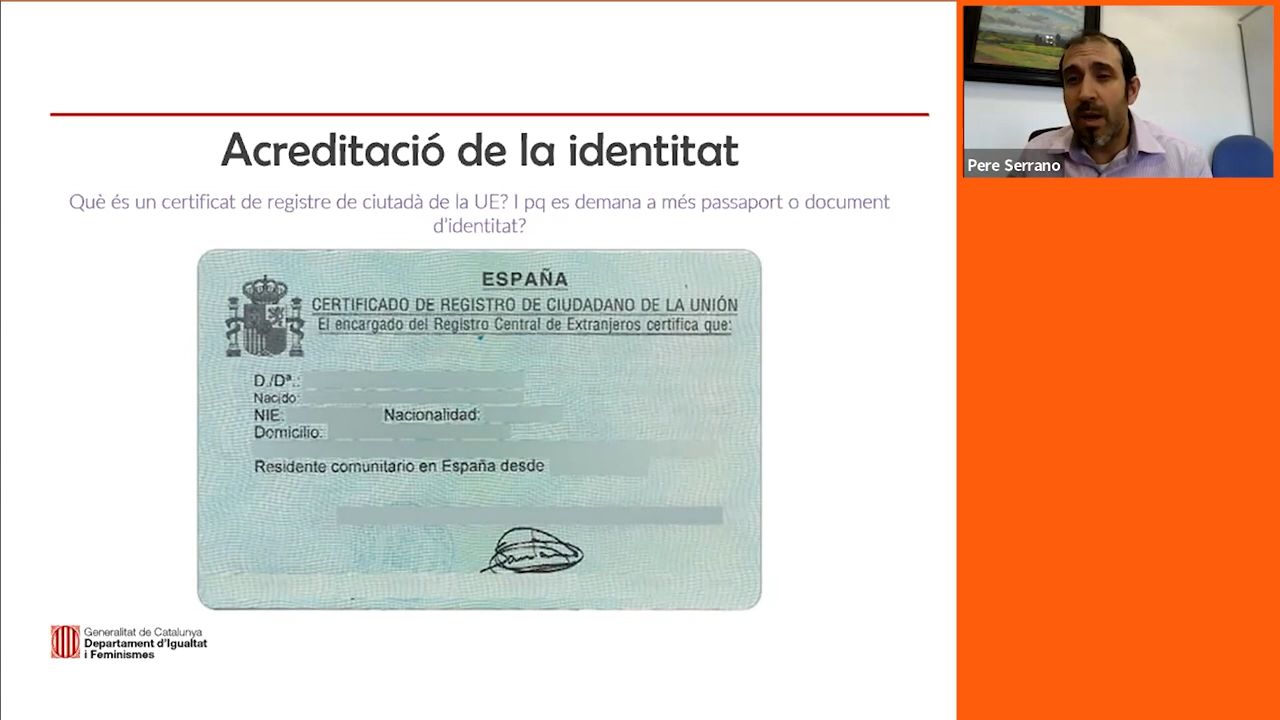 Acreditació de la identitat
Què és un certificat de registre de ciutadà de la UE? I pq es demana a més passaport o document
d'identitat?
ESPAÑA
CERTIFICADO DE REGISTRO DE CIUDADANO DE LA UNIÓN
El encargado del Registro Central de Extranjeros certifica que:
D./Dª.:
Nacido:
NIE: Nacionalidad:
Domicilio:
Residente comunitario en España desde
Generalitat de Catalunya
Departament d'Igualtat
i Feminismes
Pere Serrano